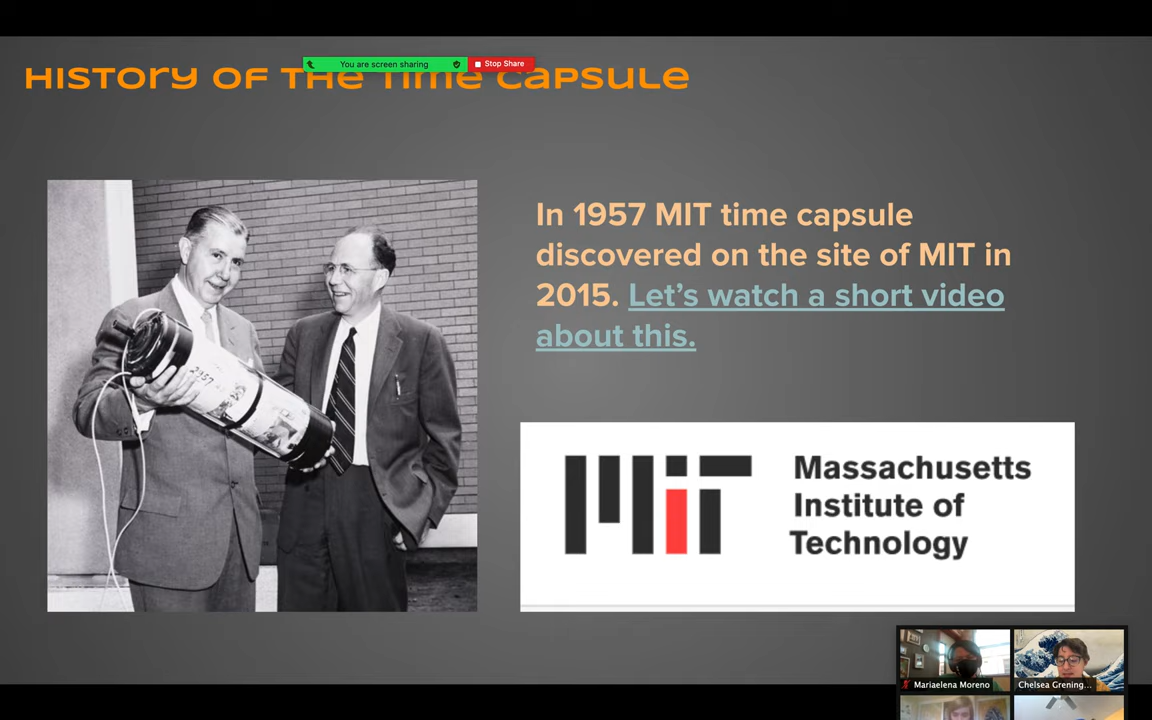 You are screen sharing
Stop Share
History of the Time Capsule
In 1957 MIT time capsule
discovered on the site of MIT in
2015. Let's watch a short video
about this.
1957
MIT
Massachusetts
Institute of
Technology
Mariaelena Moreno
Chelsea Grening...